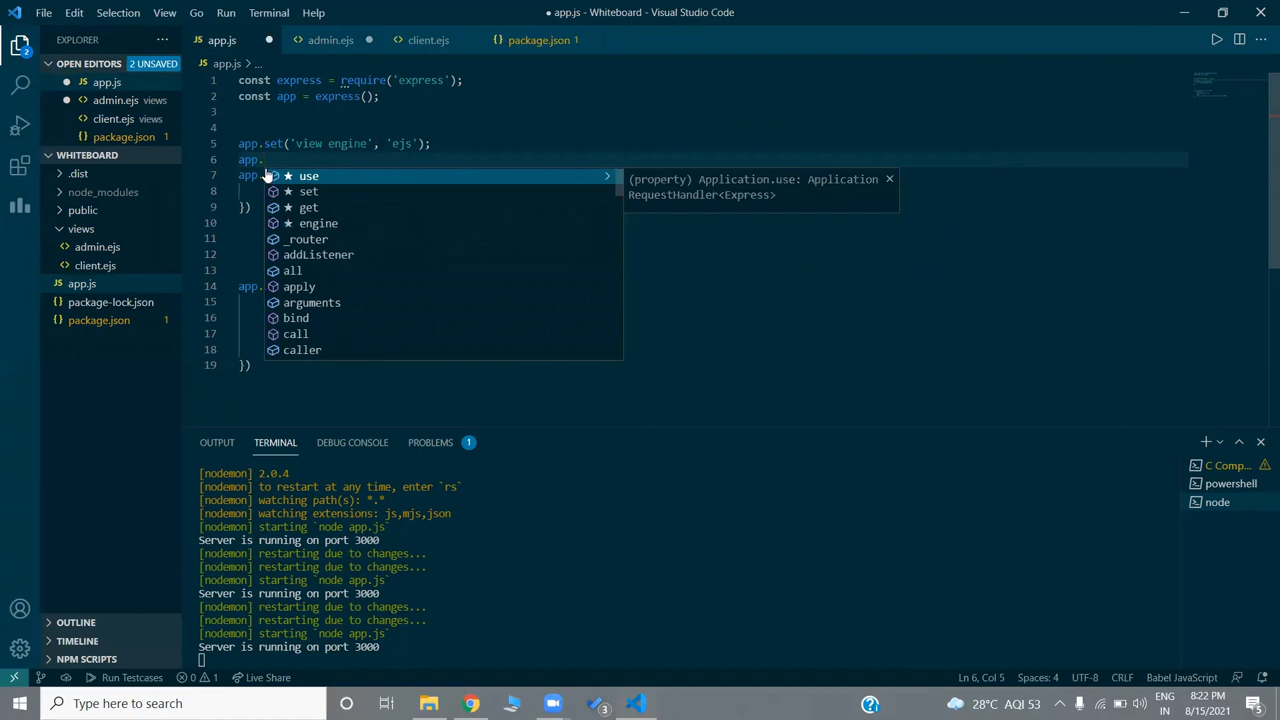 File Edit Selection View Go Run Terminal Help
● app.js - Whiteboard - Visual Studio Code
EXPLORER
app.js
admin.ejs
client.ejs
package.json 1
OPEN EDITORS 2 UNSAVED
app.js
admin.ejs views
client.ejs views
package.json 1
WHITEBOARD
.dist
node_modules
public
views
admin.ejs
client.ejs
app.js
package-lock.json
package.json 1
OUTLINE
TIMELINE
NPM SCRIPTS
2
app.js > ...
1 const express = require('express');
2 const app = express();
3
4
5 app.set('view engine', 'ejs');
6 app.
7 app.
8
9 })
10
11
12
13
14 app.
15
16
17
18
19 })
use
set
get
engine
_router
addListener
all
apply
arguments
bind
call
caller
(property) Application.use: Application
RequestHandler<Express>
OUTPUT TERMINAL DEBUG CONSOLE PROBLEMS 1
[nodemon] 2.0.4
[nodemon] to restart at any time, enter `rs`
[nodemon] watching path(s): *.*
[nodemon] watching extensions: js,mjs,json
[nodemon] starting `node app.js`
Server is running on port 3000
[nodemon] restarting due to changes...
[nodemon] restarting due to changes...
[nodemon] starting `node app.js`
Server is running on port 3000
[nodemon] restarting due to changes...
[nodemon] restarting due to changes...
[nodemon] starting `node app.js`
Server is running on port 3000
C Comp...
powershell
node
Run Testcases 0 1 Live Share
Ln 6, Col 5 Spaces: 4 UTF-8 CRLF Babel JavaScript
Type here to search
3
28°C AQI 53
ENG
IN
8:22 PM
8/15/2021
5